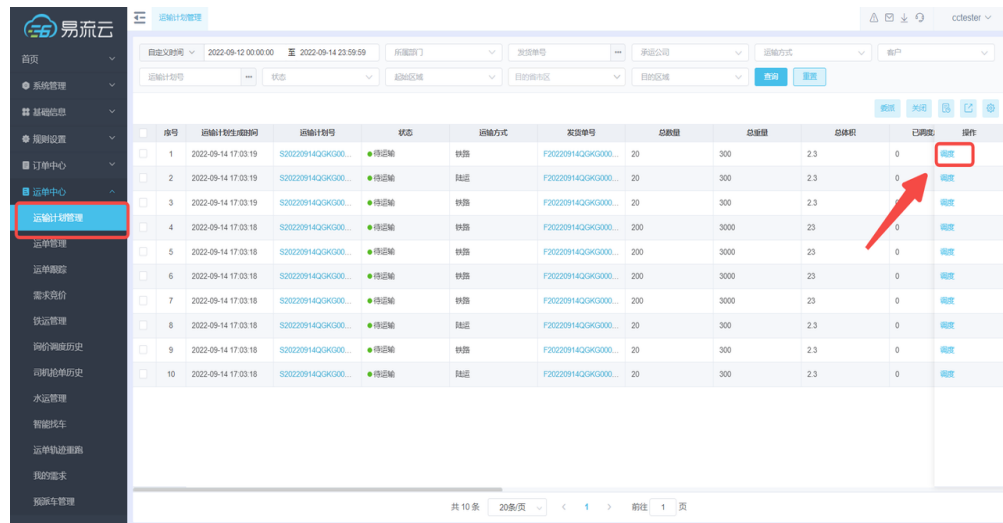 易流云
运输计划管理
cctester
首页
系统管理
基础信息
规则设置
订单中心
运单中心
运输计划管理
运单管理
运单跟踪
需求竞价
铁运管理
询价调度历史
司机抢单历史
水运管理
智能找车
运单轨迹重跑
我的需求
预派车管理
自定义时间 2022-09-12 00:00:00 至 2022-09-14 23:59:59 所属部门 发货单号 承运公司 运输方式 客户
运输计划号 状态 起始区域 目的城市区 目的区域 查询 重置
撤派 关闭
序号 运输计划生成时间 运输计划号 状态 运输方式 发货单号 总数量 总重量 总体积 已调度 操作
1 2022-09-14 17:03:19 S20220914QGKG00... 待运输 铁路 F20220914QGKG000... 20 300 2.3 0 调度
2 2022-09-14 17:03:19 S20220914QGKG00... 待运输 陆运 F20220914QGKG000... 20 300 2.3 0 调度
3 2022-09-14 17:03:19 S20220914QGKG00... 待运输 铁路 F20220914QGKG000... 20 300 2.3 调度
4 2022-09-14 17:03:18 S20220914QGKG00... 待运输 铁路 F20220914QGKG000... 200 3000 23 0 调度
5 2022-09-14 17:03:18 S20220914QGKG00... 待运输 铁路 F20220914QGKG000... 200 3000 23 0 调度
6 2022-09-14 17:03:18 S20220914QGKG00... 待运输 铁路 F20220914QGKG000... 200 3000 23 0 调度
7 2022-09-14 17:03:18 S20220914QGKG00... 待运输 铁路 F20220914QGKG000... 200 3000 23 0 调度
8 2022-09-14 17:03:18 S20220914QGKG00... 待运输 陆运 F20220914QGKG000... 20 300 2.3 0 调度
9 2022-09-14 17:03:18 S20220914QGKG00... 待运输 铁路 F20220914QGKG000... 20 300 2.3 0 调度
10 2022-09-14 17:03:18 S20220914QGKG00... 待运输 陆运 F20220914QGKG000... 20 300 2.3 0 调度
共 10 条 20条/页 1 前往 1 页